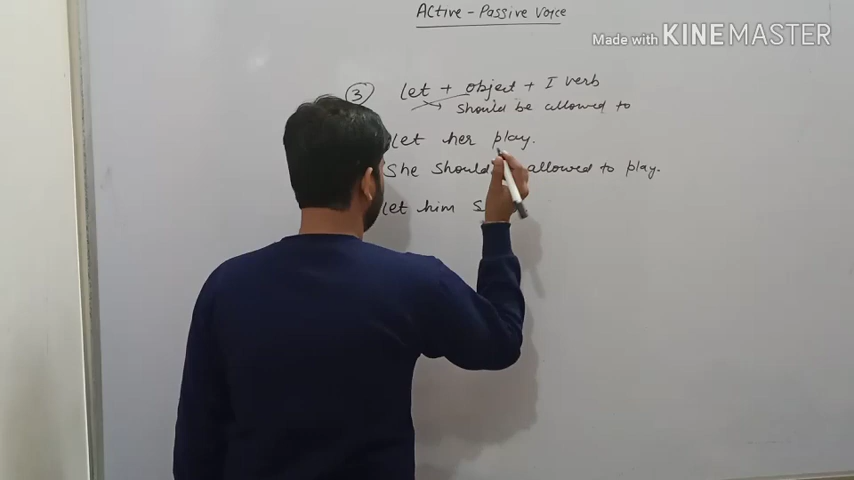 Active - Passive Voice
Made with KINEMASTER
3 let + object + I verb
should be allowed to
let her play.
She should allowed to play.
let him